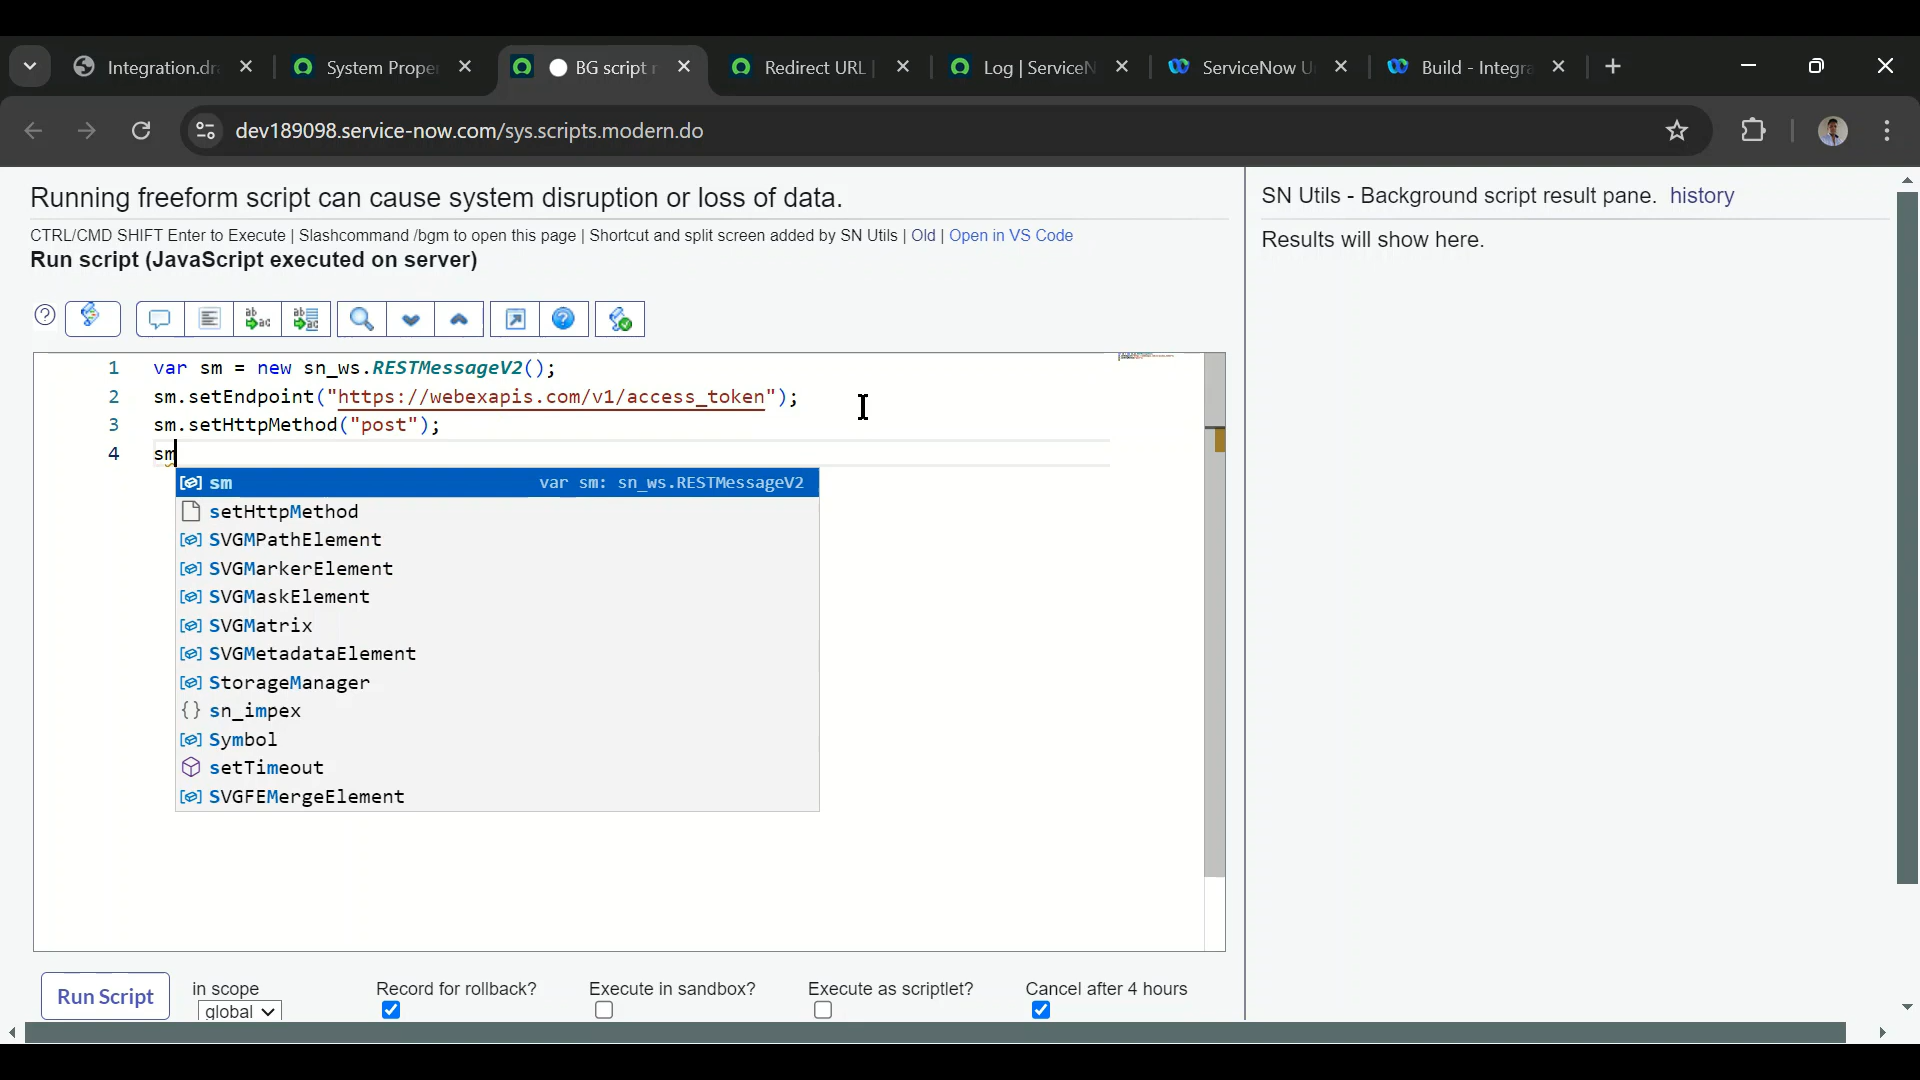 Integration.dr
System Proper
BG script r
Redirect URL |
Log | ServiceN
ServiceNow U
Build - Integra
dev189098.service-now.com/sys.scripts.modern.do
Running freeform script can cause system disruption or loss of data.
CTRL/CMD SHIFT Enter to Execute | Slashcommand /bgm to open this page | Shortcut and split screen added by SN Utils | Old | Open in VS Code
Run script (JavaScript executed on server)
1 var sm = new sn_ws.RESTMessageV2();
2 sm.setEndpoint("https://webexapis.com/v1/access_token");
3 sm.setHttpMethod("post");
4 sm
sm var sm: sn_ws.RESTMessageV2
setHttpMethod
SVGMPathElement
SVGMarkerElement
SVGMaskElement
SVGMatrix
SVGMetadataElement
StorageManager
sn_impex
Symbol
setTimeout
SVGFEMergeElement
Run Script
in scope
global
Record for rollback?
Execute in sandbox?
Execute as scriptlet?
Cancel after 4 hours
SN Utils - Background script result pane. history
Results will show here.